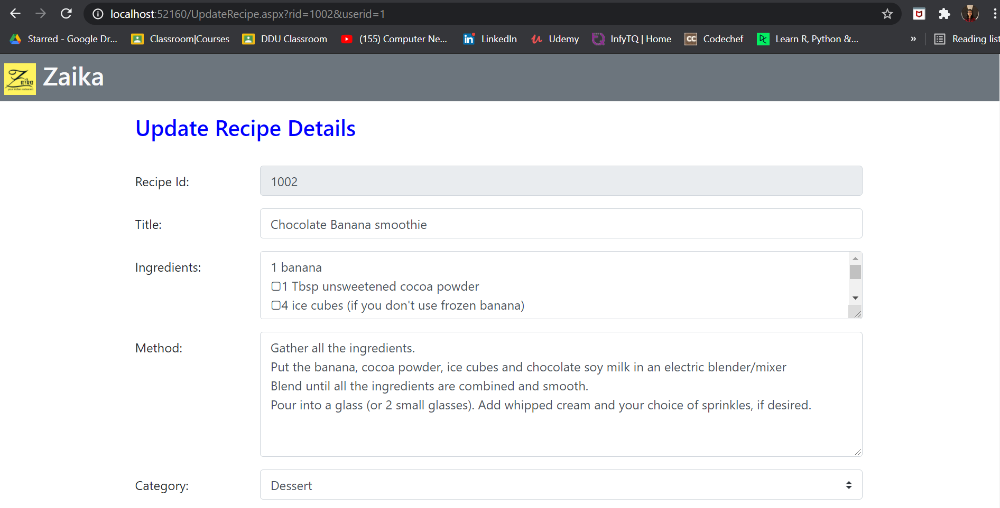 localhost:52160/UpdateRecipe.aspx?rid=1002&userid=1
Starred - Google Dr... Classroom|Courses DDU Classroom (155) Computer Ne... LinkedIn Udemy InfyTQ | Home Codechef Learn R, Python &... » Reading list
Zaika
Zaika
your indian restaurant
Update Recipe Details
Recipe Id: 1002
Title: Chocolate Banana smoothie
Ingredients: 1 banana
▢1 Tbsp unsweetened cocoa powder
▢4 ice cubes (if you don't use frozen banana)
Method: Gather all the ingredients.
Put the banana, cocoa powder, ice cubes and chocolate soy milk in an electric blender/mixer
Blend until all the ingredients are combined and smooth.
Pour into a glass (or 2 small glasses). Add whipped cream and your choice of sprinkles, if desired.
Category: Dessert